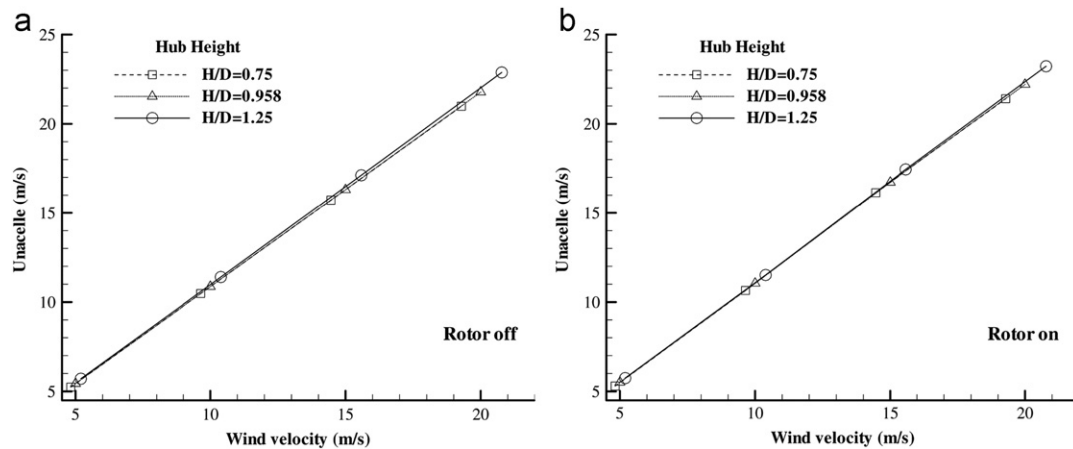 a
25
20
15
10
5
Unacelle (m/s)
Hub Height
H/D=0.75
H/D=0.958
H/D=1.25
Rotor off
5 10 15 20
Wind velocity (m/s)
b
25
20
15
10
5
Unacelle (m/s)
Hub Height
H/D=0.75
H/D=0.958
H/D=1.25
Rotor on
5 10 15 20
Wind velocity (m/s)